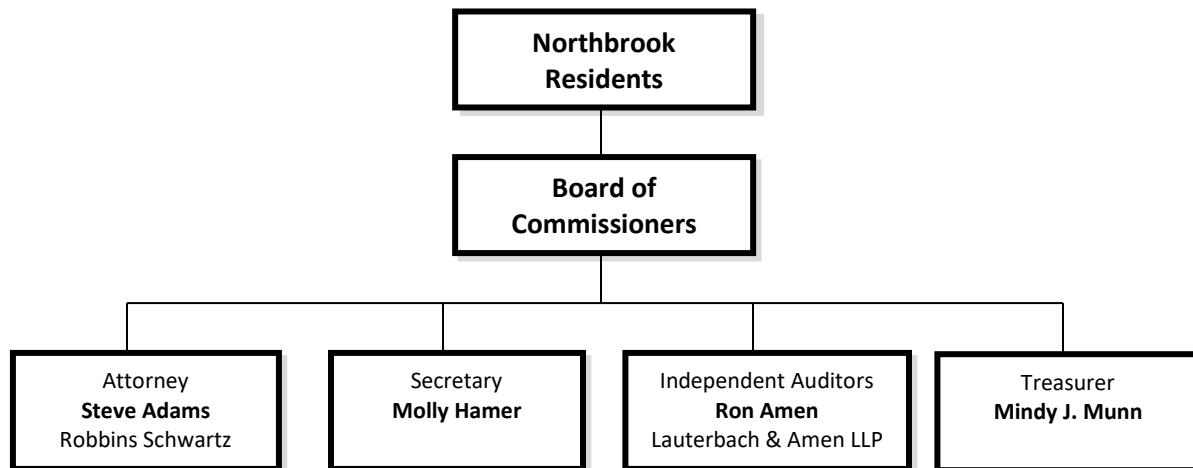 Northbrook
Residents
Board of
Commissioners
Attorney
Steve Adams
Robbins Schwartz
Secretary
Molly Hamer
Independent Auditors
Ron Amen
Lauterbach & Amen LLP
Treasurer
Mindy J. Munn